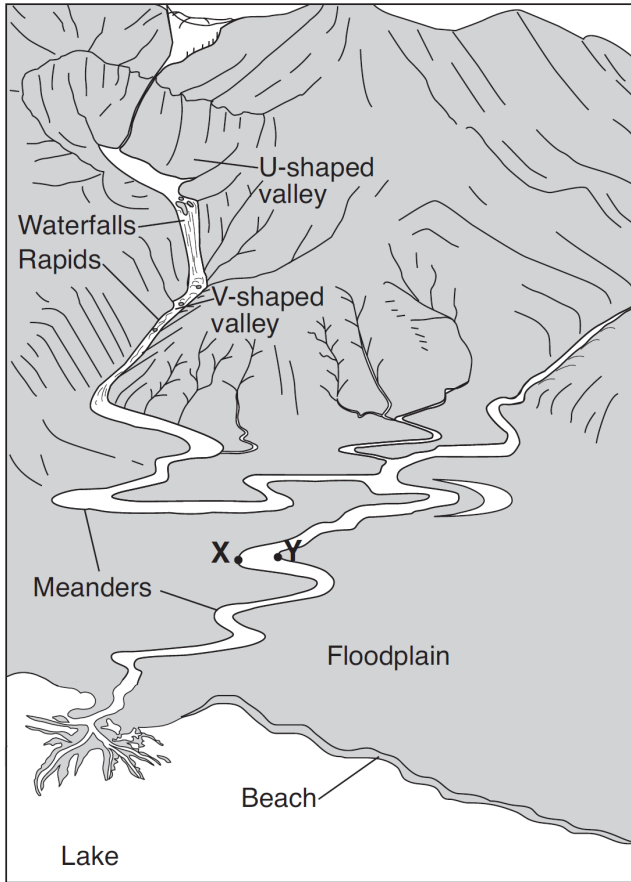 U-shaped
valley
Waterfalls
Rapids
V-shaped
valley
X
Y
Meanders
Floodplain
Beach
Lake